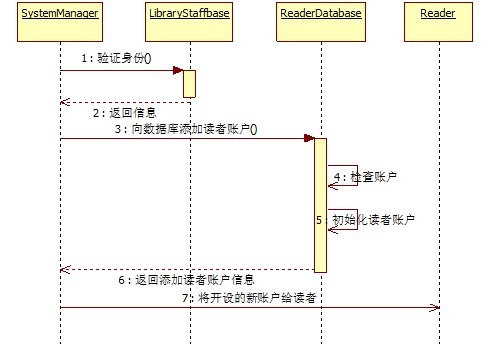 SystemManager
LibraryStaffbase
ReaderDatabase
Reader
1 : 验证身份()
2 : 返回信息
3 : 向数据库添加读者账户()
4 : 检查账户
5 : 初始化读者账户
6 : 返回添加读者账户信息
7 : 将开设的新账户给读者